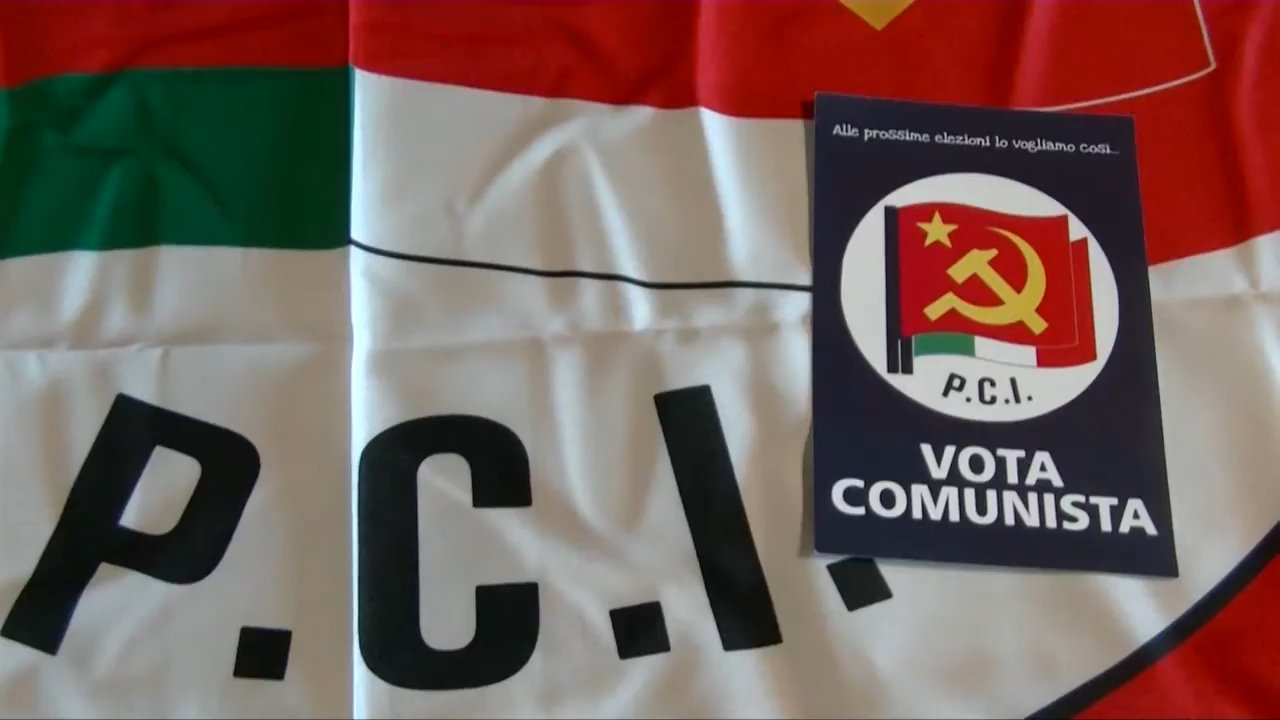 Alle prossime elezioni lo vogliamo così...
P.C.I.
VOTA
COMUNISTA
P.C.I.